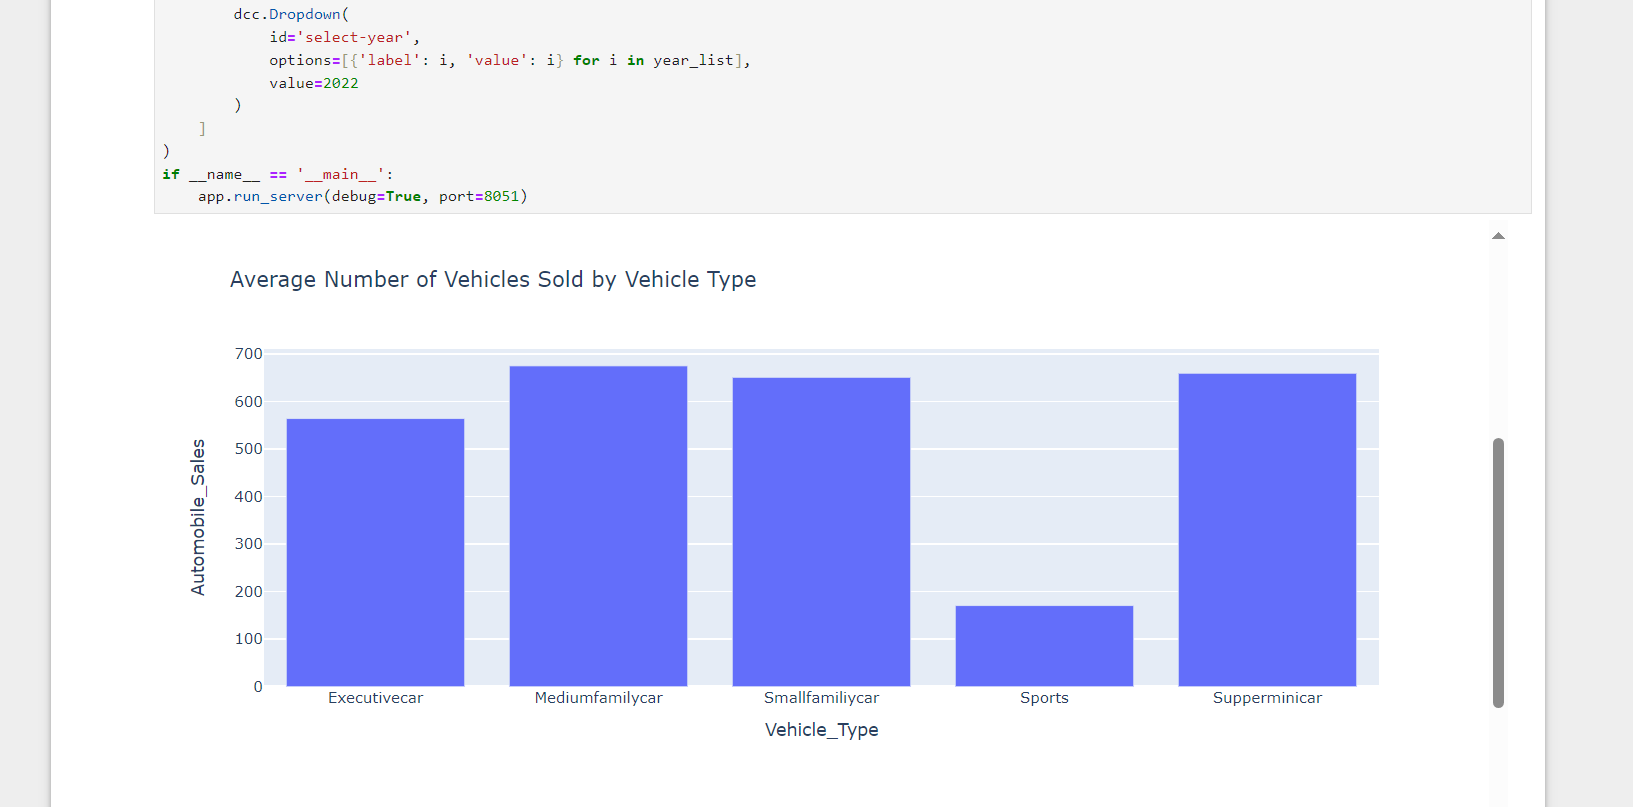 dcc.Dropdown(
id='select-year',
options=[{'label': i, 'value': i} for i in year_list],
value=2022
)
]
)
if __name__ == '__main__':
app.run_server(debug=True, port=8051)
Average Number of Vehicles Sold by Vehicle Type
700
600
500
400
300
200
100
0
Automobile_Sales
Executivecar
Mediumfamilycar
Smallfamiliycar
Sports
Supperminicar
Vehicle_Type